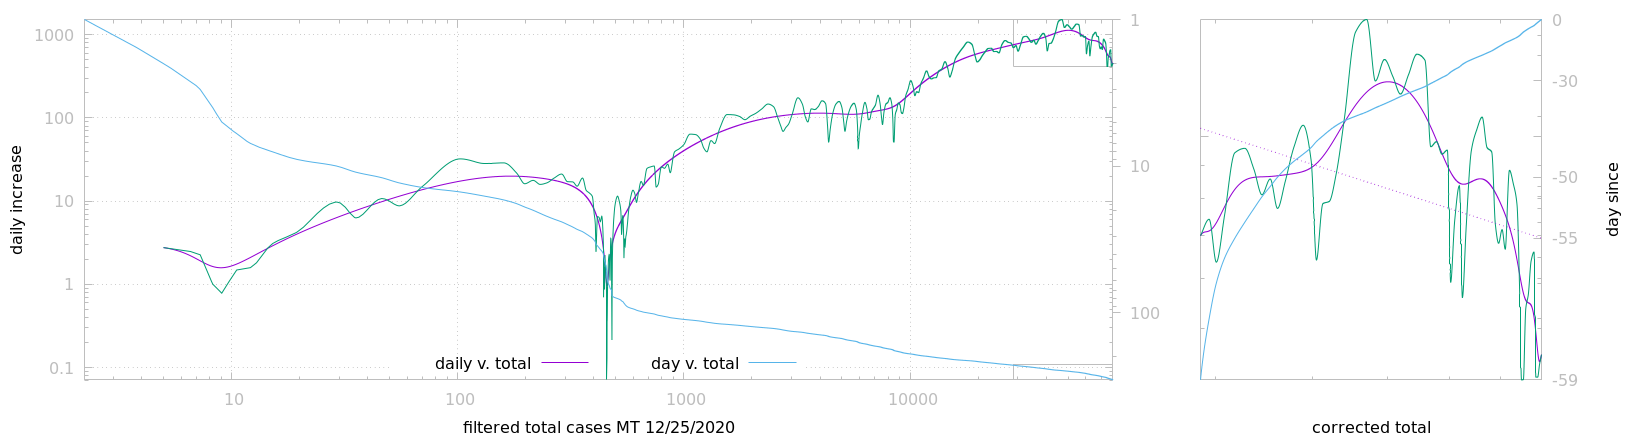 daily increase
1000
100
10
1
0.1
10
100
1000
10000
filtered total cases MT 12/25/2020
daily v. total
day v. total
1
10
100
corrected total
0
-30
-50
-55
-59
day since